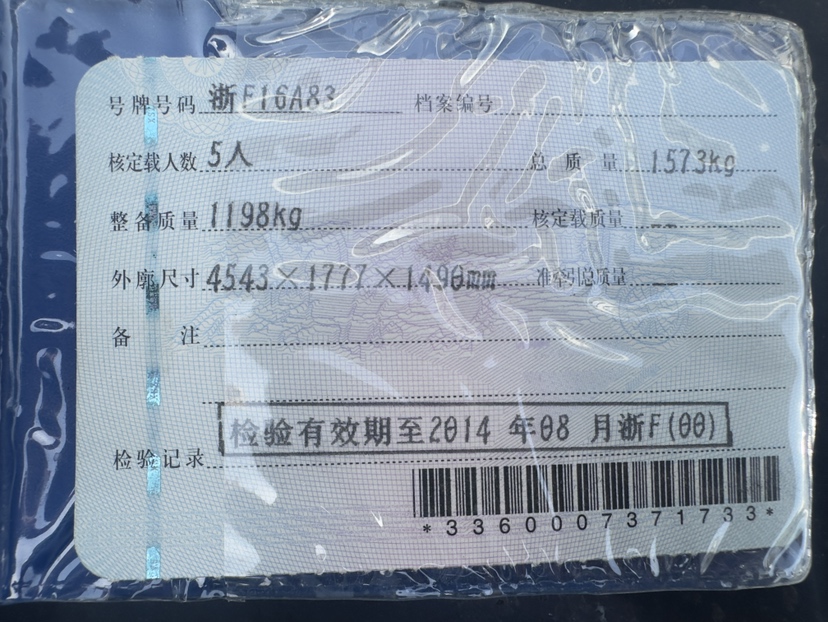 号牌号码 浙F16A83 档案编号
核定载人数 5人 总质量 1573kg
整备质量 1198kg 核定载质量 --
外廓尺寸 4543×1777×1490mm 准牵引总质量 --
备注
检验有效期至2014年08月浙F(00)
检验记录
*3360007371733*